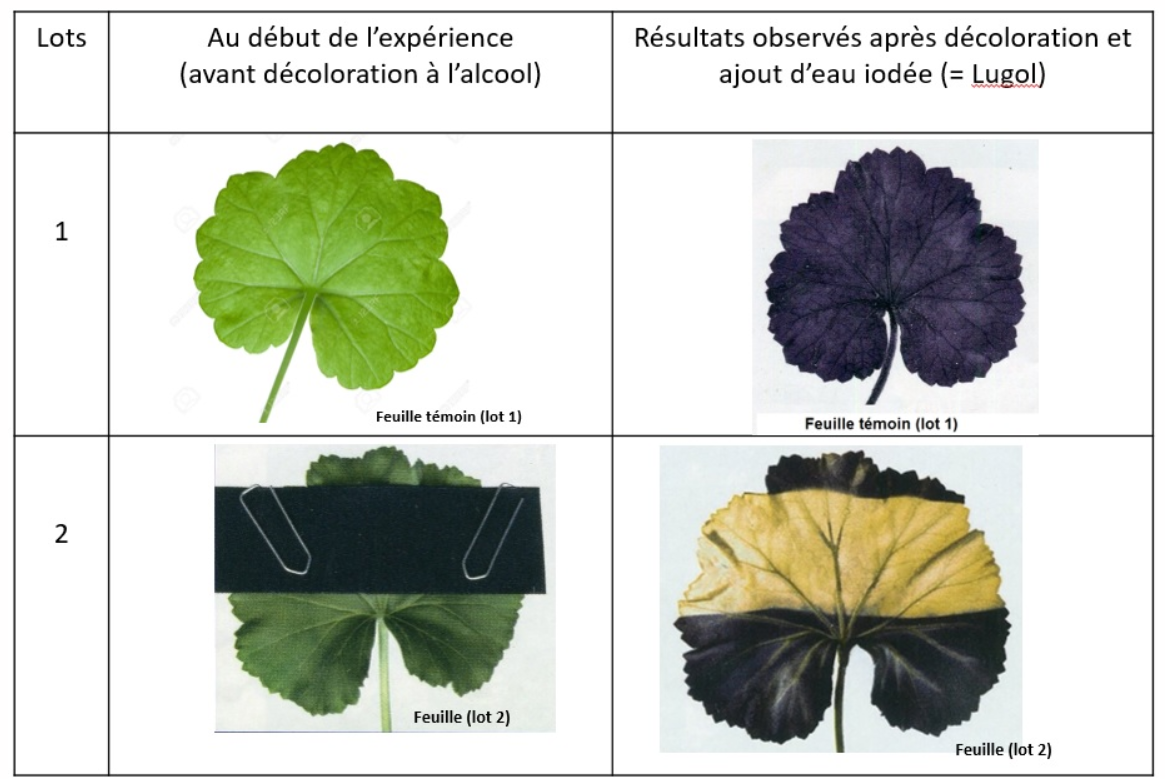 Lots
Au début de l’expérience
(avant décoloration à l’alcool)
Résultats observés après décoloration et
ajout d’eau iodée (= Lugol)
1
Feuille témoin (lot 1)
Feuille témoin (lot 1)
2
Feuille (lot 2)
Feuille (lot 2)